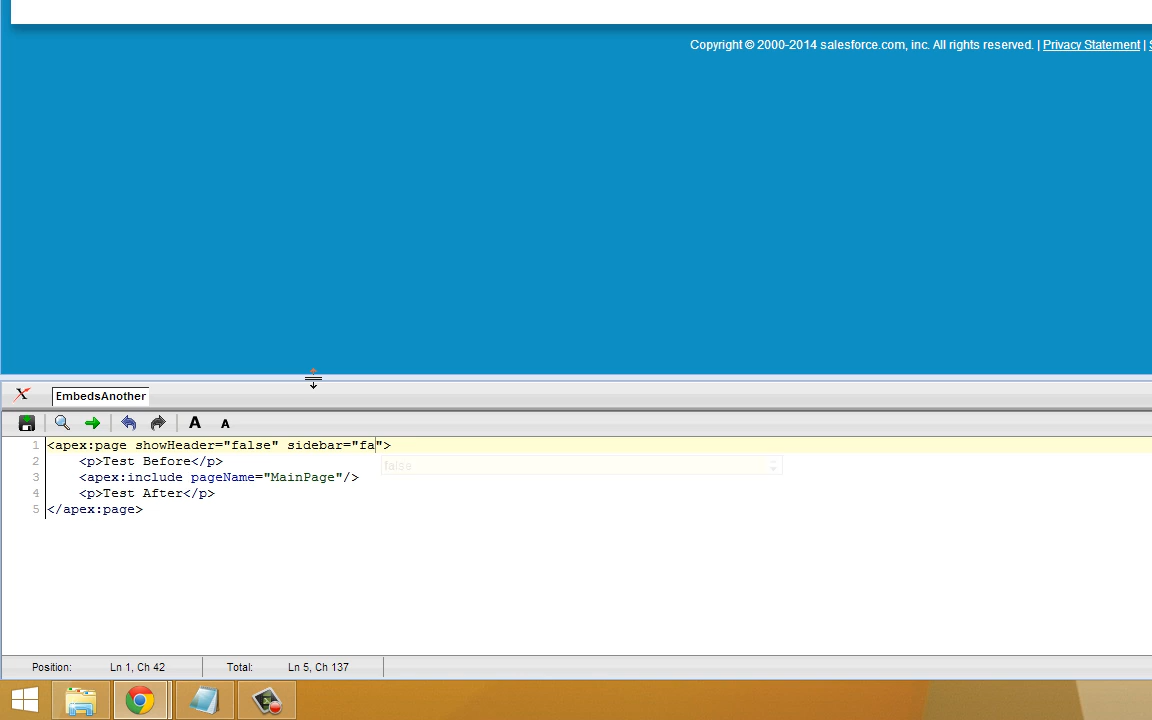 Copyright © 2000-2014 salesforce.com, inc. All rights reserved. | Privacy Statement |
EmbedsAnother
A A
1 <apex:page showHeader="false" sidebar="fa">
false
2 <p>Test Before</p>
3 <apex:include pageName="MainPage"/>
4 <p>Test After</p>
5 </apex:page>
Position: Ln 1, Ch 42 Total: Ln 5, Ch 137